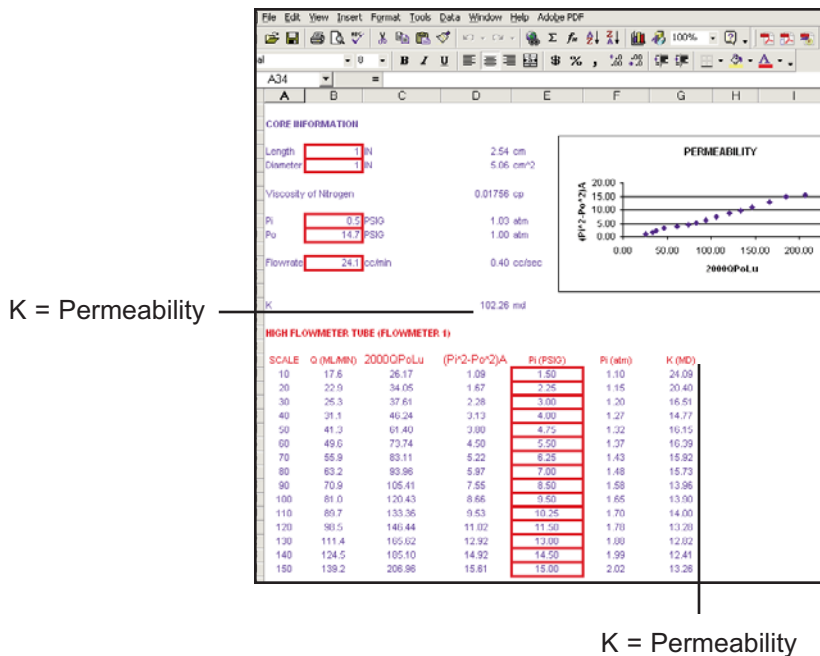 File Edit View Insert Format Tools Data Window Help Adobe PDF
100%
B I U $ % ,
A34 =
A B C D E F G H I
CORE INFORMATION
Length 1 IN 2.54 cm
Diameter 1 IN 5.06 cm^2
Viscosity of Nitrogen 0.01756 cp
Pi 0.5 PSIG 1.03 atm
Po 14.7 PSIG 1.00 atm
Flowrate 24.1 cc/min 0.40 cc/sec
K 102.26 md
PERMEABILITY
(Pi^2-Po^2)A
20.00
15.00
10.00
5.00
0.00
0.00 50.00 100.00 150.00 200.00
2000QPoLu
K = Permeability
HIGH FLOWMETER TUBE (FLOWMETER 1)
SCALE Q (ML/MIN) 2000QPoLu (Pi^2-Po^2)A Pi (PSIG) Pi (atm) K (MD)
10 17.6 26.17 1.09 1.50 1.10 24.09
20 22.9 34.05 1.67 2.25 1.15 20.40
30 25.3 37.61 2.28 3.00 1.20 16.51
40 31.1 46.24 3.13 4.00 1.27 14.77
50 41.3 61.40 3.80 4.75 1.32 16.15
60 49.6 73.74 4.50 5.50 1.37 16.39
70 55.9 83.11 5.22 6.25 1.43 15.92
80 63.2 93.96 5.97 7.00 1.48 15.73
90 70.9 105.41 7.55 8.50 1.58 13.96
100 81.0 120.43 8.66 9.50 1.65 13.90
110 89.7 133.36 9.53 10.25 1.70 14.00
120 98.5 146.44 11.02 11.50 1.78 13.28
130 111.4 165.62 12.92 13.00 1.88 12.82
140 124.5 185.10 14.92 14.50 1.99 12.41
150 139.2 206.96 15.61 15.00 2.02 13.26
K = Permeability